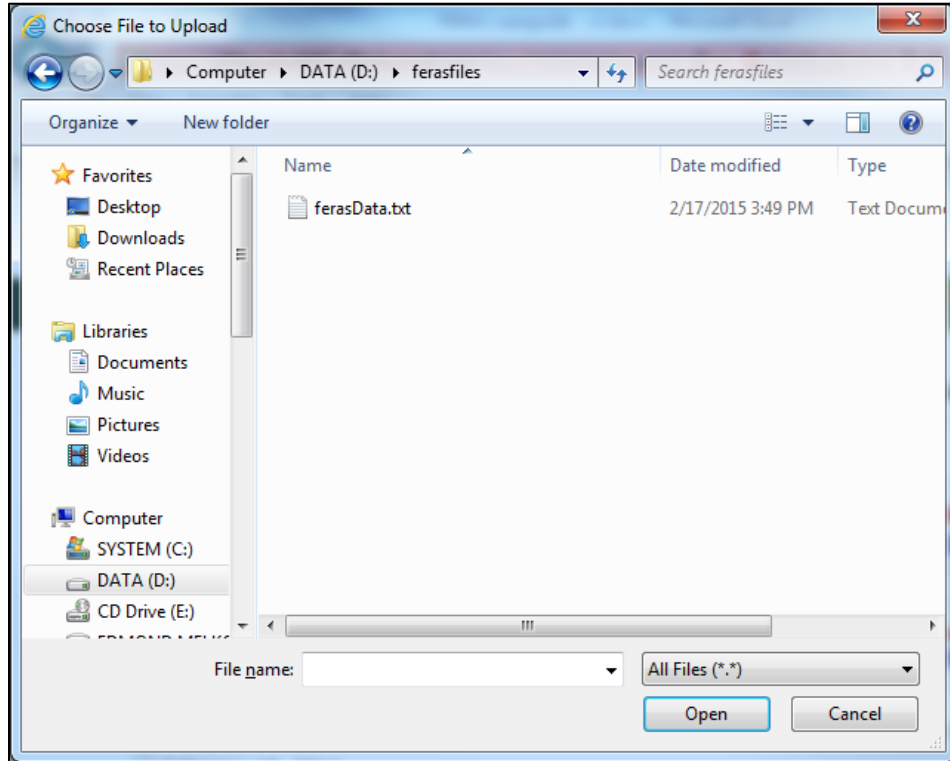 Choose File to Upload
Computer DATA (D:) ferasfiles
Search ferasfiles
Organize New folder
Name Date modified Type
ferasData.txt 2/17/2015 3:49 PM Text Docum
Favorites
Desktop
Downloads
Recent Places
Libraries
Documents
Music
Pictures
Videos
Computer
SYSTEM (C:)
DATA (D:)
CD Drive (E:)
File name: All Files (*.*)
Open Cancel